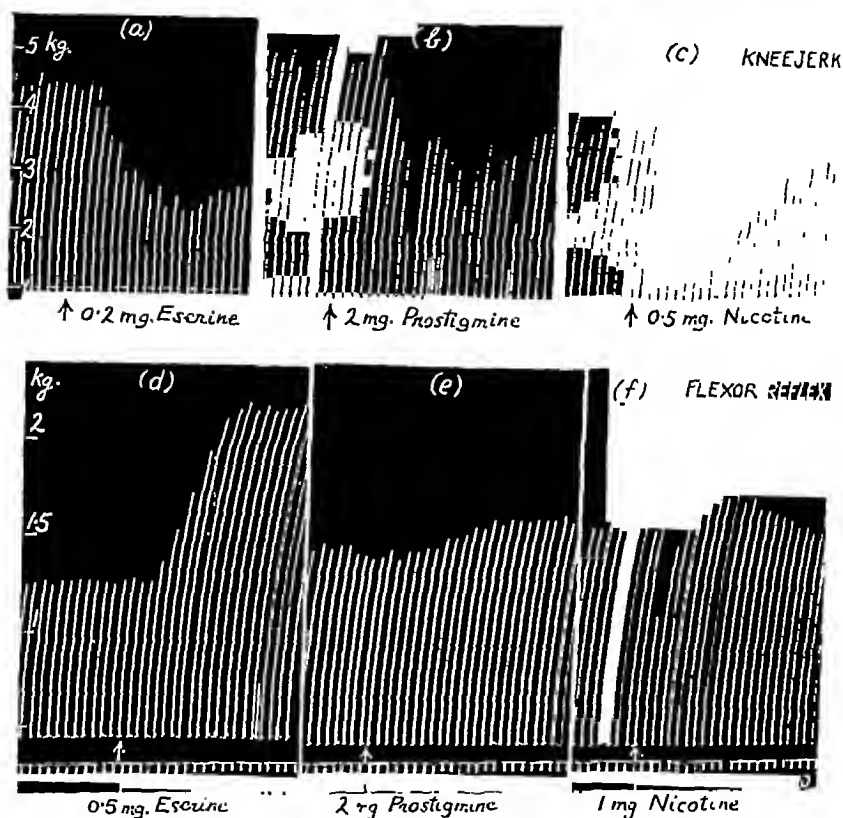 (a)
5 kg.
4
3
2
↑ 0.2 mg. Eserine
(b)
↑ 2 mg. Prostigmine
(c) KNEEJERK
↑ 0.5 mg. Nicotine
(d)
kg.
2
1.5
1
0.5 mg. Eserine
(e)
Prostigmine
(f) FLEXOR REFLEX
1 mg Nicotine